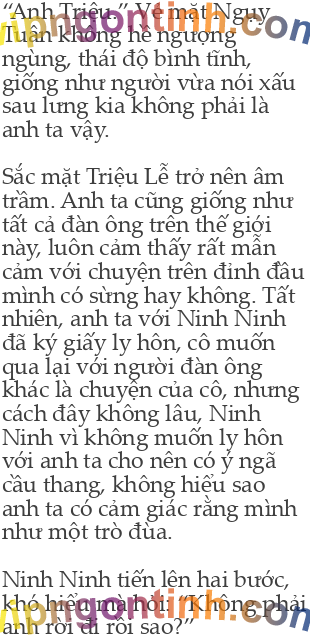 “Anh Triệu.” Vẻ mặt Ngụy
Tuấn không hề ngượng
ngùng, thái độ bình tĩnh,
giống như người vừa nói xấu
sau lưng kia không phải là
anh ta vậy.
Sắc mặt Triệu Lễ trở nên âm
trầm. Anh ta cũng giống như
tất cả đàn ông trên thế giới
này, luôn cảm thấy rất mẫn
cảm với chuyện trên đỉnh đầu
mình có sừng hay không. Tất
nhiên, anh ta với Ninh Ninh
đã ký giấy ly hôn, cô muốn
qua lại với người đàn ông
khác là chuyện của cô, nhưng
cách đây không lâu, Ninh
Ninh vì không muốn ly hôn
với anh ta cho nên có ý ngã
cầu thang, không hiểu sao
anh ta có cảm giác rằng mình
như một trò đùa.
Ninh Ninh tiến lên hai bước,
khó hiểu mà hỏi: “Không phải
anh rời đi rồi sao?”